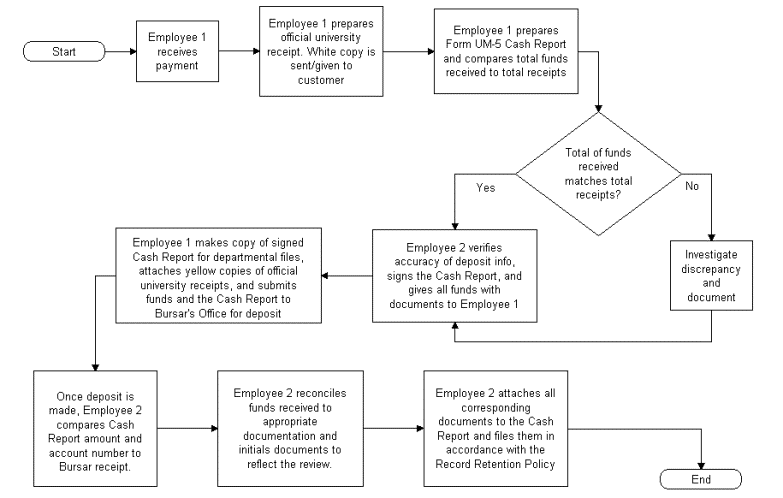 Start
Employee 1
receives
payment
Employee 1 prepares
official university
receipt. White copy is
sent/given to
customer
Employee 1 prepares
Form UM-5 Cash Report
and compares total funds
received to total receipts
Total of funds
received
matches total
receipts?
Yes
No
Investigate
discrepancy
and
document
Employee 2 verifies
accuracy of deposit info,
signs the Cash Report, and
gives all funds with
documents to Employee 1
Employee 1 makes copy of signed
Cash Report for departmental files,
attaches yellow copies of official
university receipts, and submits
funds and the Cash Report to
Bursar's Office for deposit
Once deposit is
made, Employee 2
compares Cash
Report amount and
account number to
Bursar receipt.
Employee 2 reconciles
funds received to
appropriate
documentation and
initials documents to
reflect the review.
Employee 2 attaches all
corresponding
documents to the Cash
Report and files them in
accordance with the
Record Retention Policy
End